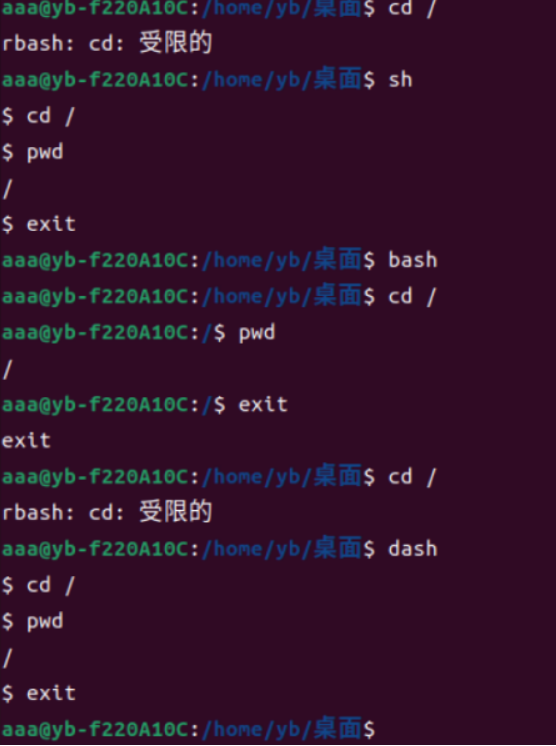 aaa@yb-f220A10C:/home/yb/桌面$ cd /
rbash: cd: 受限的
aaa@yb-f220A10C:/home/yb/桌面$ sh
$ cd /
$ pwd
/
$ exit
aaa@yb-f220A10C:/home/yb/桌面$ bash
aaa@yb-f220A10C:/home/yb/桌面$ cd /
aaa@yb-f220A10C:/$ pwd
/
aaa@yb-f220A10C:/$ exit
exit
aaa@yb-f220A10C:/home/yb/桌面$ cd /
rbash: cd: 受限的
aaa@yb-f220A10C:/home/yb/桌面$ dash
$ cd /
$ pwd
/
$ exit
aaa@yb-f220A10C:/home/yb/桌面$